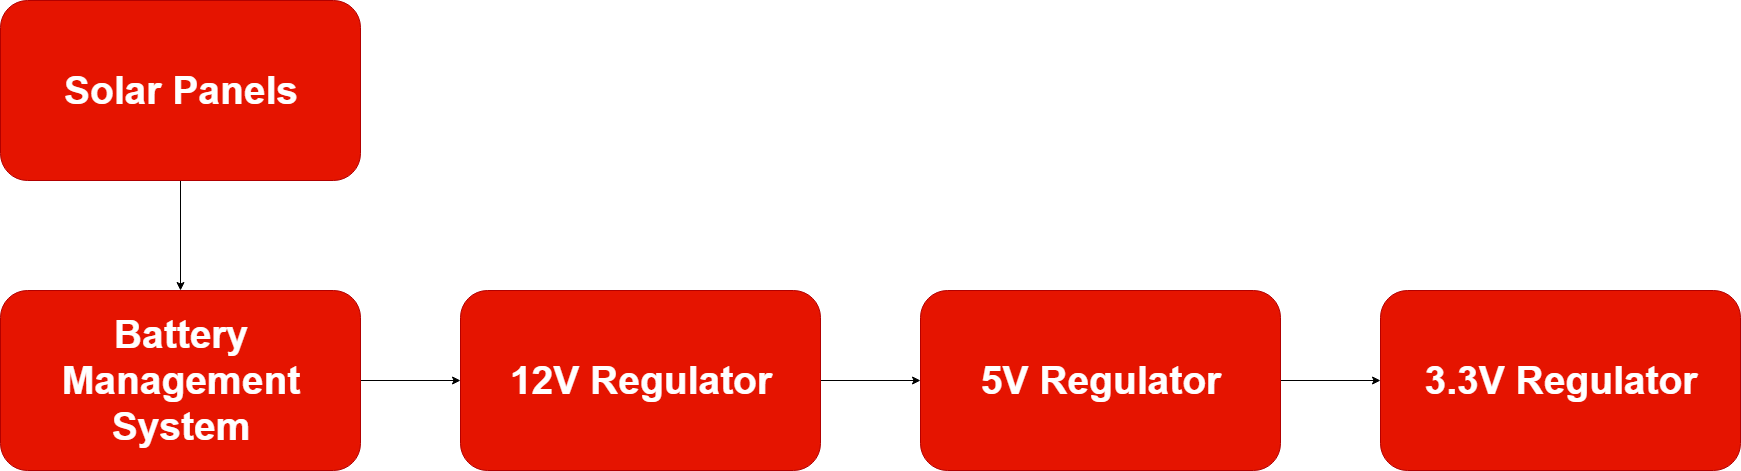 Solar Panels
Battery
Management
System
12V Regulator
5V Regulator
3.3V Regulator